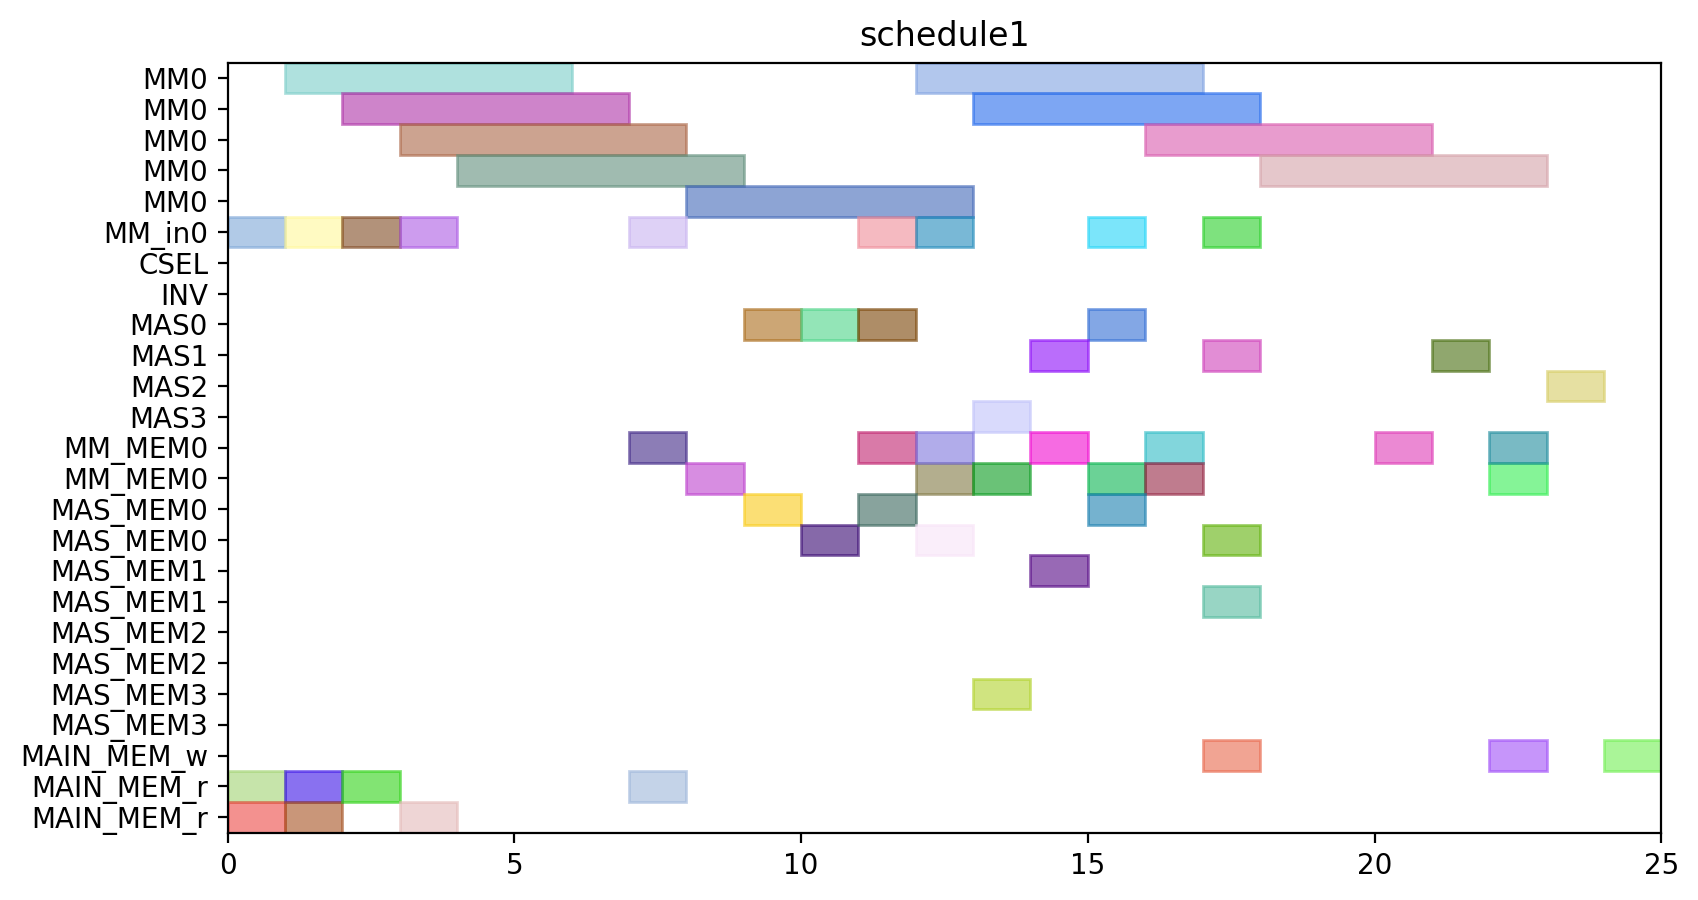 schedule1
MM0
MM0
MM0
MM0
MM0
MM_in0
CSEL
INV
MAS0
MAS1
MAS2
MAS3
MM_MEM0
MM_MEM0
MAS_MEM0
MAS_MEM0
MAS_MEM1
MAS_MEM1
MAS_MEM2
MAS_MEM2
MAS_MEM3
MAS_MEM3
MAIN_MEM_w
MAIN_MEM_r
MAIN_MEM_r
0 5 10 15 20 25